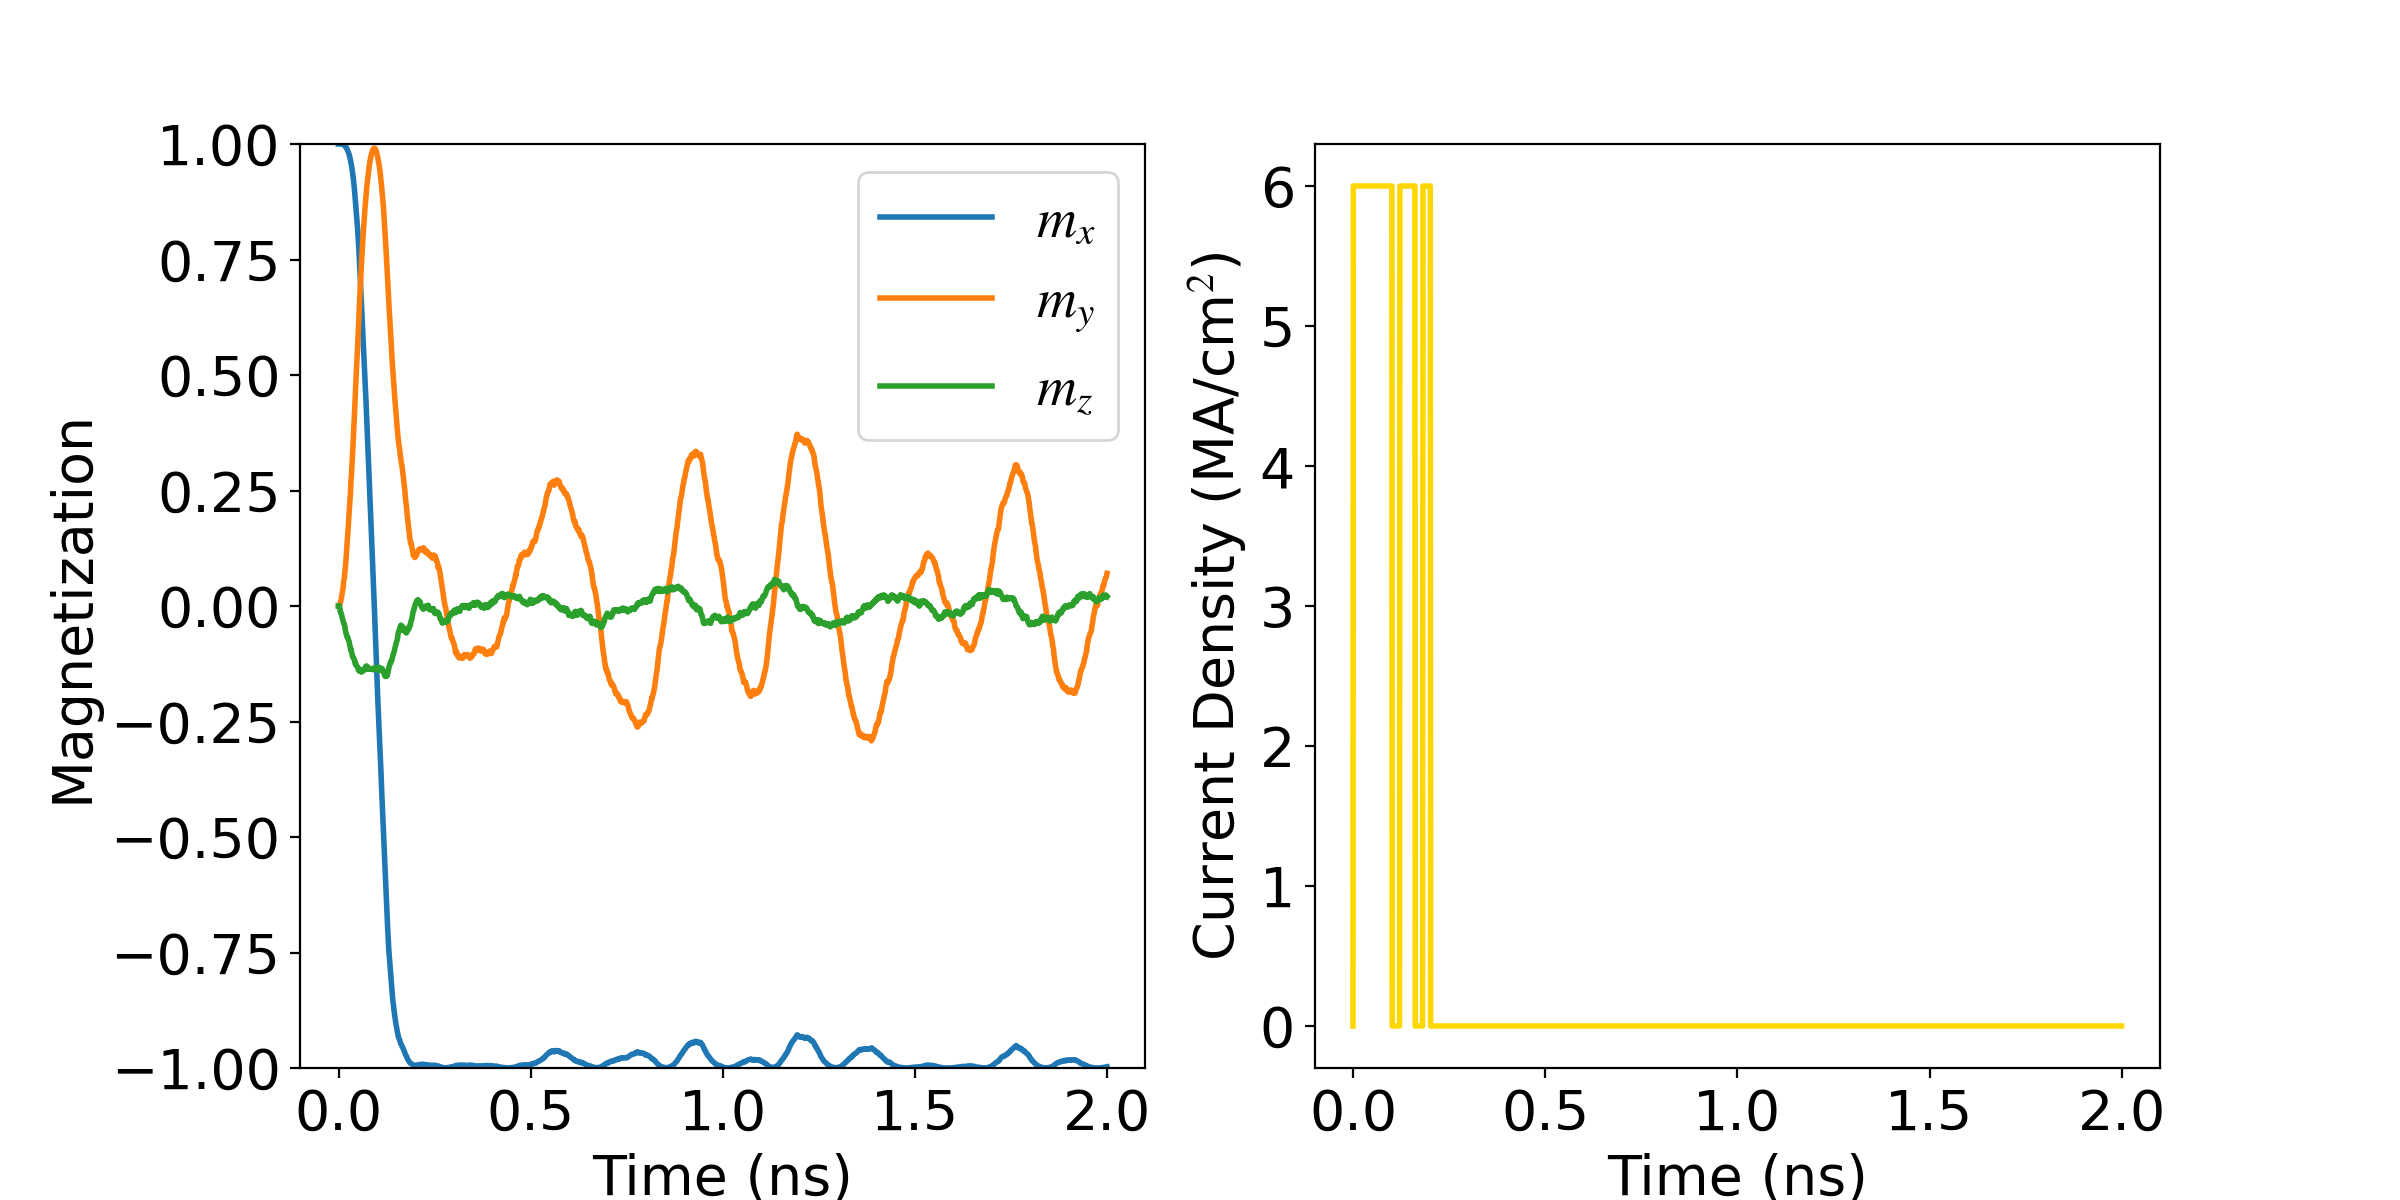 1.00
0.75
0.50
0.25
0.00
−0.25
−0.50
−0.75
−1.00
Magnetization
0.0 0.5 1.0 1.5 2.0
Time (ns)
m_x
m_y
m_z
6
5
4
3
2
1
0
Current Density (MA/cm²)
0.0 0.5 1.0 1.5 2.0
Time (ns)